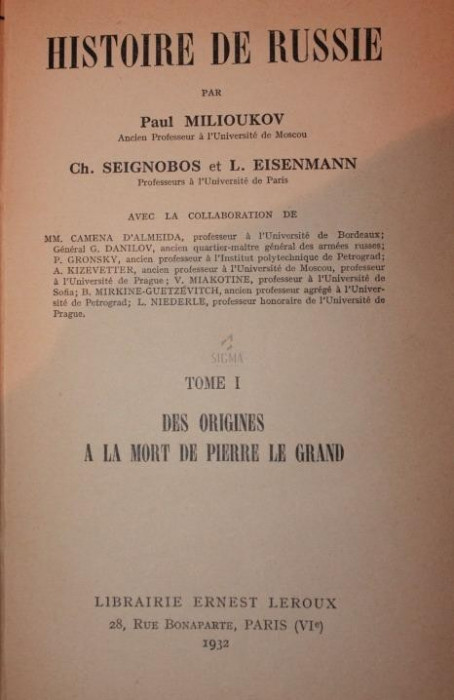 HISTOIRE DE RUSSIE
PAR
Paul MILIOUKOV
Ancien Professeur à l'Université de Moscou
Ch. SEIGNOBOS et L. EISENMANN
Professeurs à l'Université de Paris
AVEC LA COLLABORATION DE
MM. CAMENA D'ALMEIDA, professeur à l'Université de Bordeaux;
Général G. DANILOV, ancien quartier-maître général des armées russes;
P. GRONSKY, ancien professeur à l'Institut polytechnique de Petrograd;
A. KIZEVETTER, ancien professeur à l'Université de Moscou, professeur
à l'Université de Prague; V. MIAKOTINE, professeur à l'Université de
Sofia; B. MIRKINE-GUETZÉVITCH, ancien professeur agrégé à l'Univer-
sité de Petrograd; L. NIEDERLE, professeur honoraire de l'Université de
Prague.
SIGMA
TOME I
DES ORIGINES
A LA MORT DE PIERRE LE GRAND
LIBRAIRIE ERNEST LEROUX
28, RUE BONAPARTE, PARIS (VIe)
1932